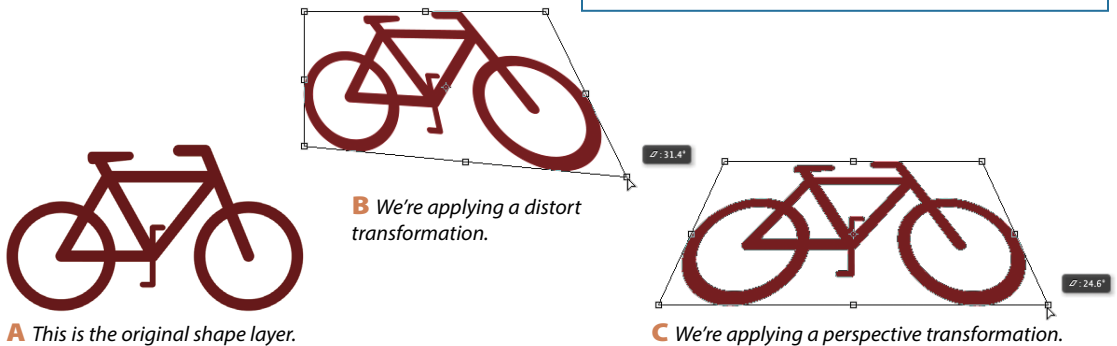 ▱: 31.4°
B We're applying a distort
transformation.
▱: 24.6°
A This is the original shape layer.
C We're applying a perspective transformation.